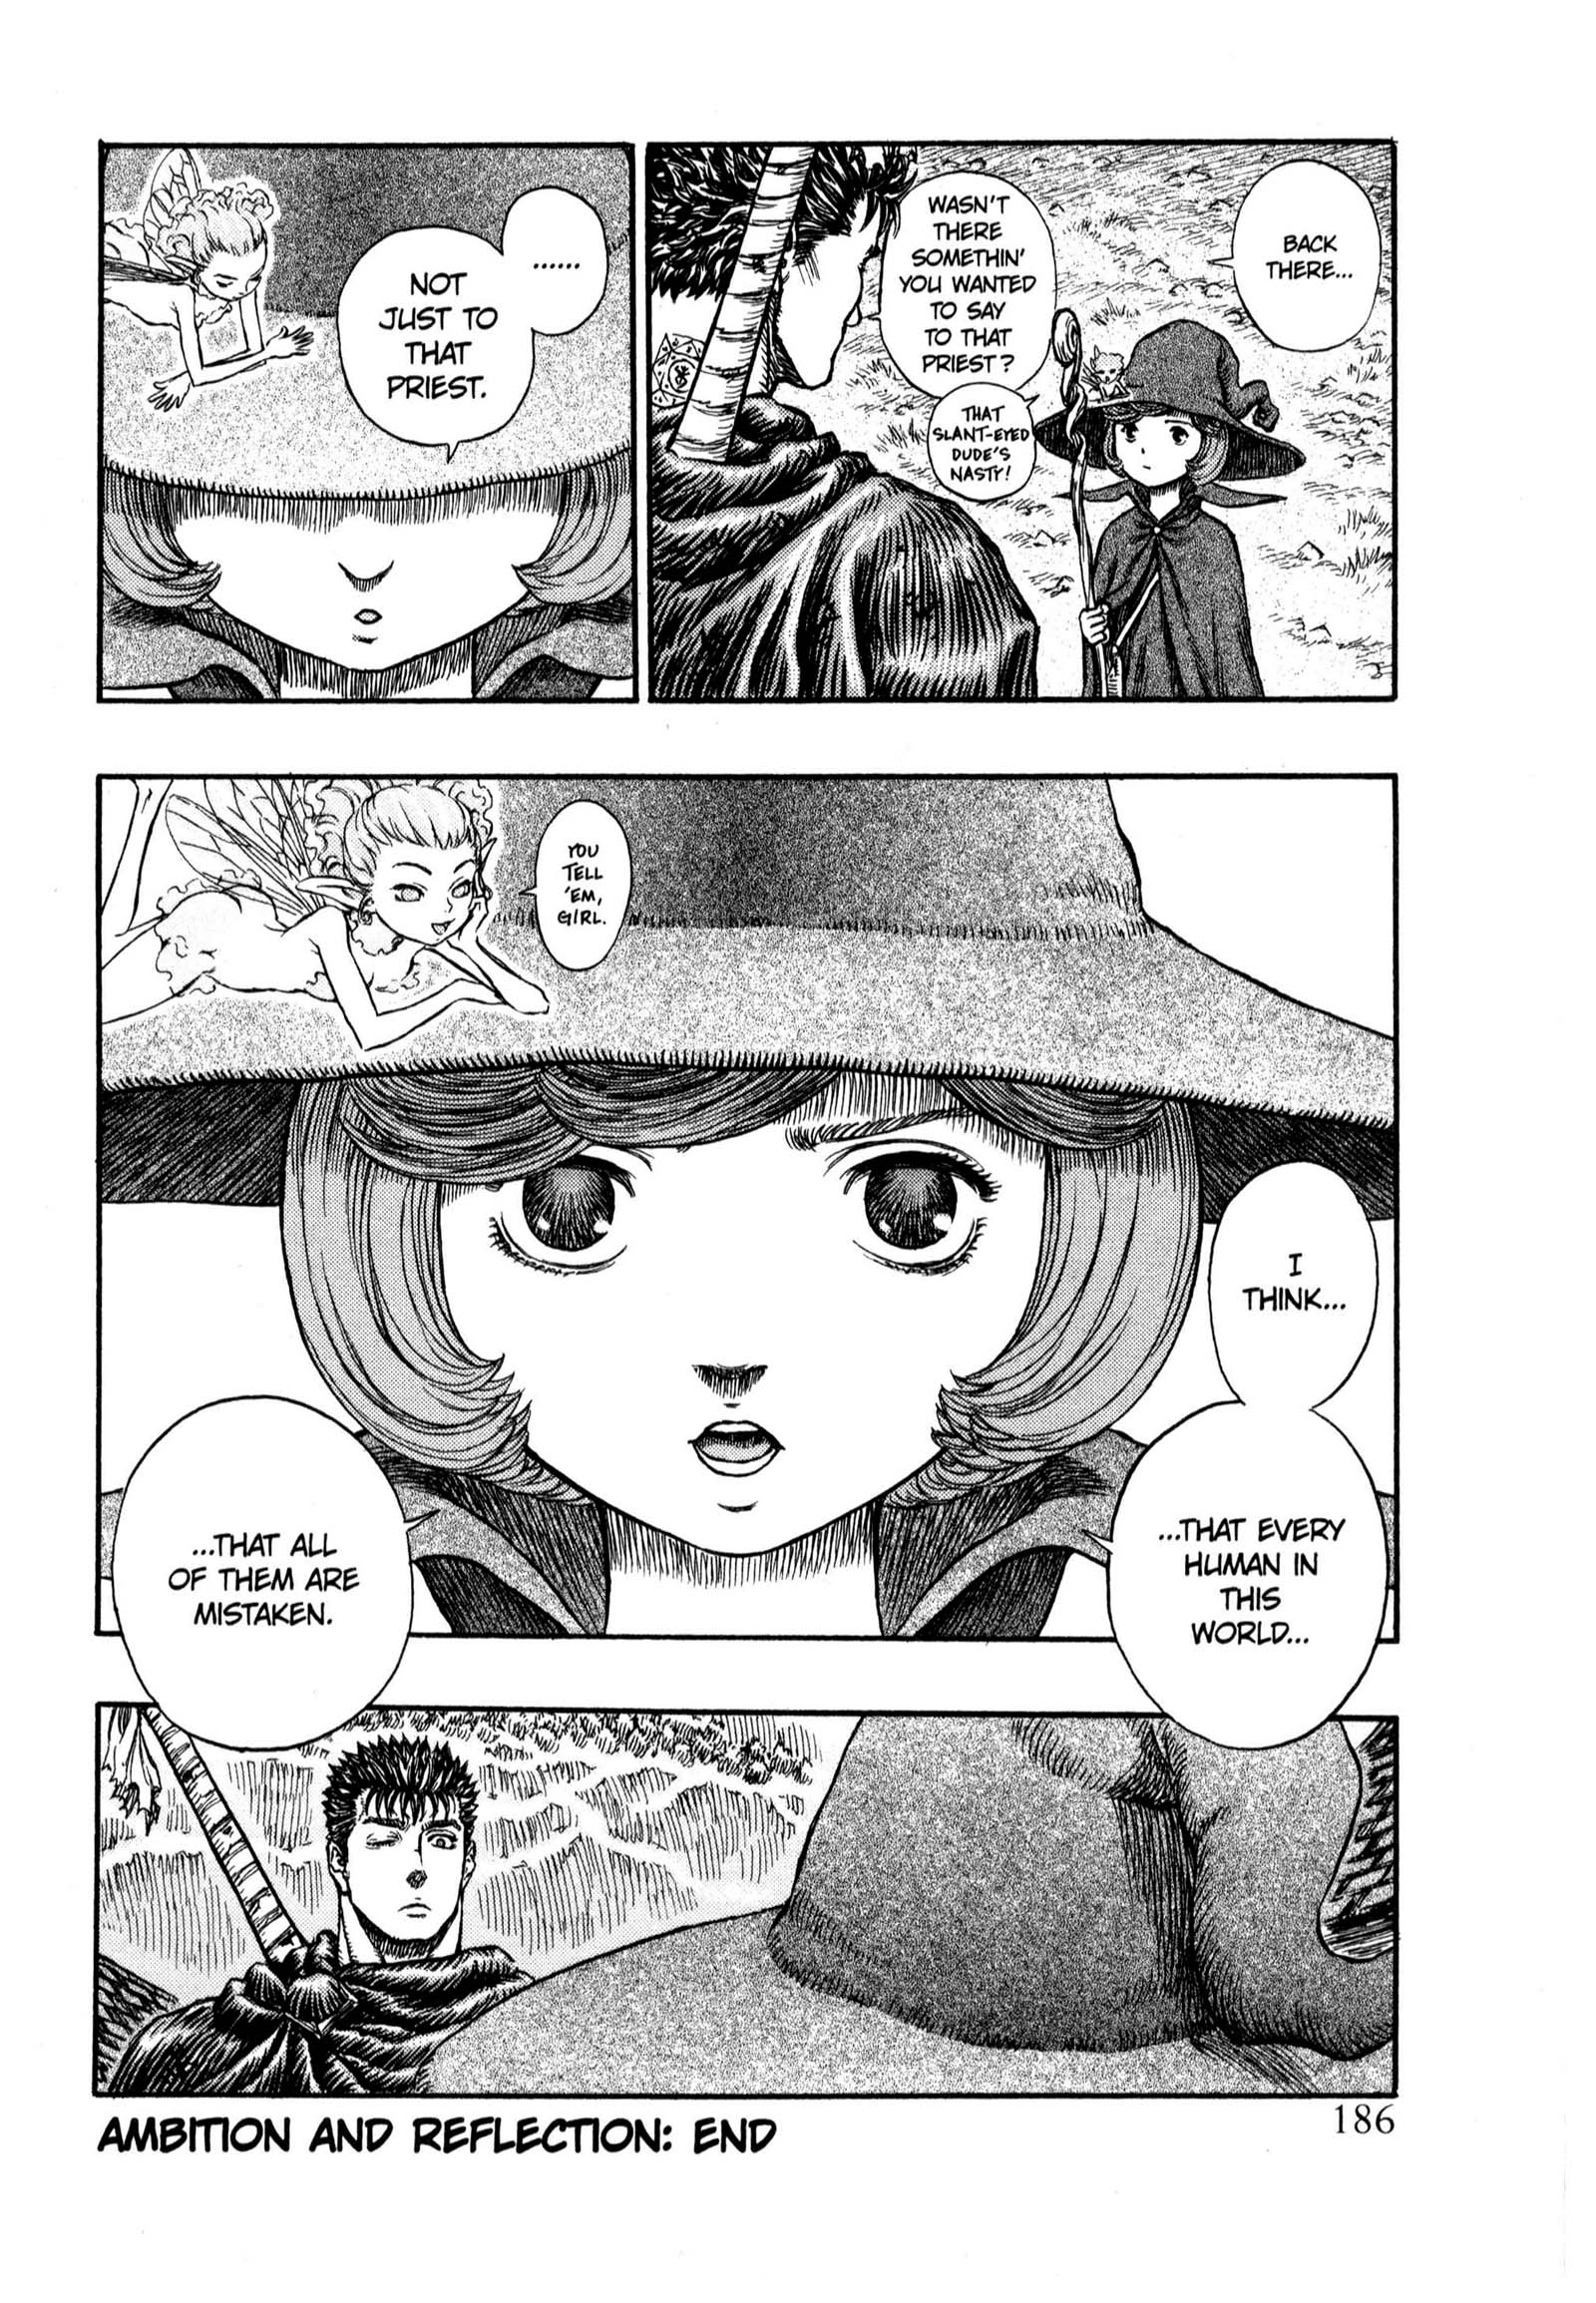 BACK
THERE...
WASN'T
THERE
SOMETHIN'
YOU WANTED
TO SAY
TO THAT
PRIEST?
THAT
SLANT-EYED
DUDE'S
NASTY!
......
NOT
JUST TO
THAT
PRIEST.
YOU
TELL
'EM,
GIRL.
I
THINK...
...THAT EVERY
HUMAN IN
THIS
WORLD...
...THAT ALL
OF THEM ARE
MISTAKEN.
AMBITION AND REFLECTION: END
186